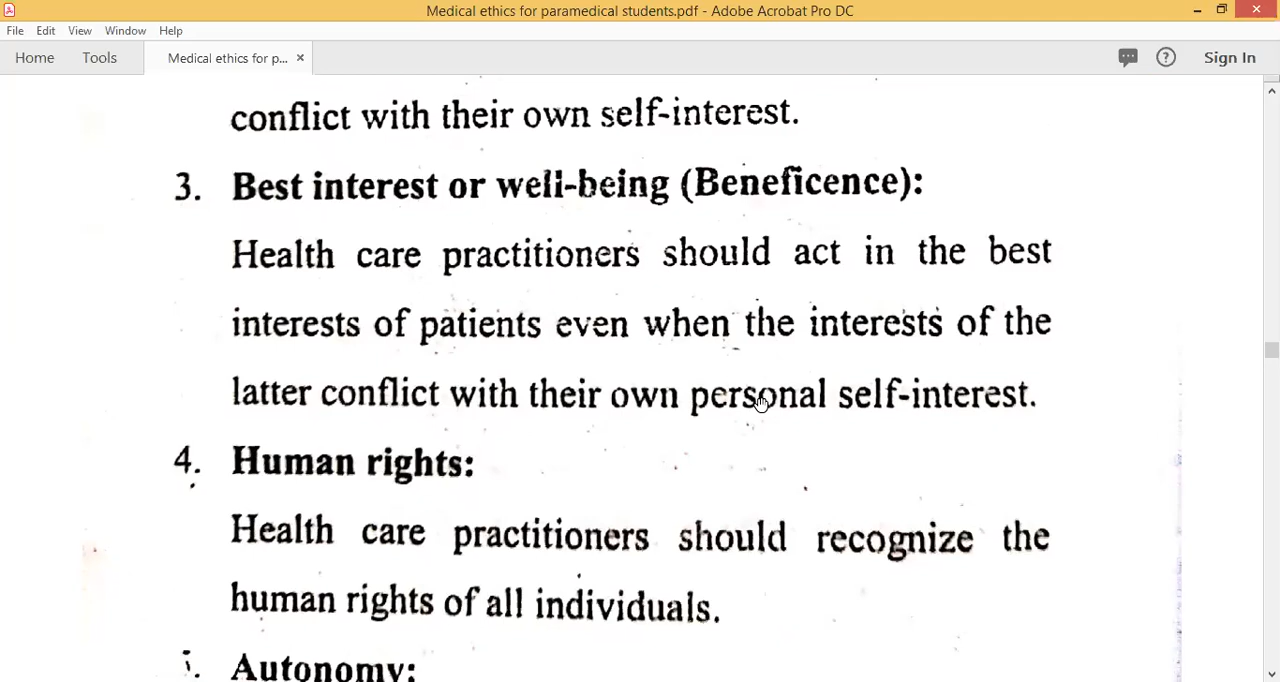 Medical ethics for paramedical students.pdf - Adobe Acrobat Pro DC
File Edit View Window Help
Home Tools Medical ethics for p... × Sign In
conflict with their own self-interest.
3. Best interest or well-being (Beneficence):
Health care practitioners should act in the best
interests of patients even when the interests of the
latter conflict with their own personal self-interest.
4. Human rights:
Health care practitioners should recognize the
human rights of all individuals.
Autonomy: